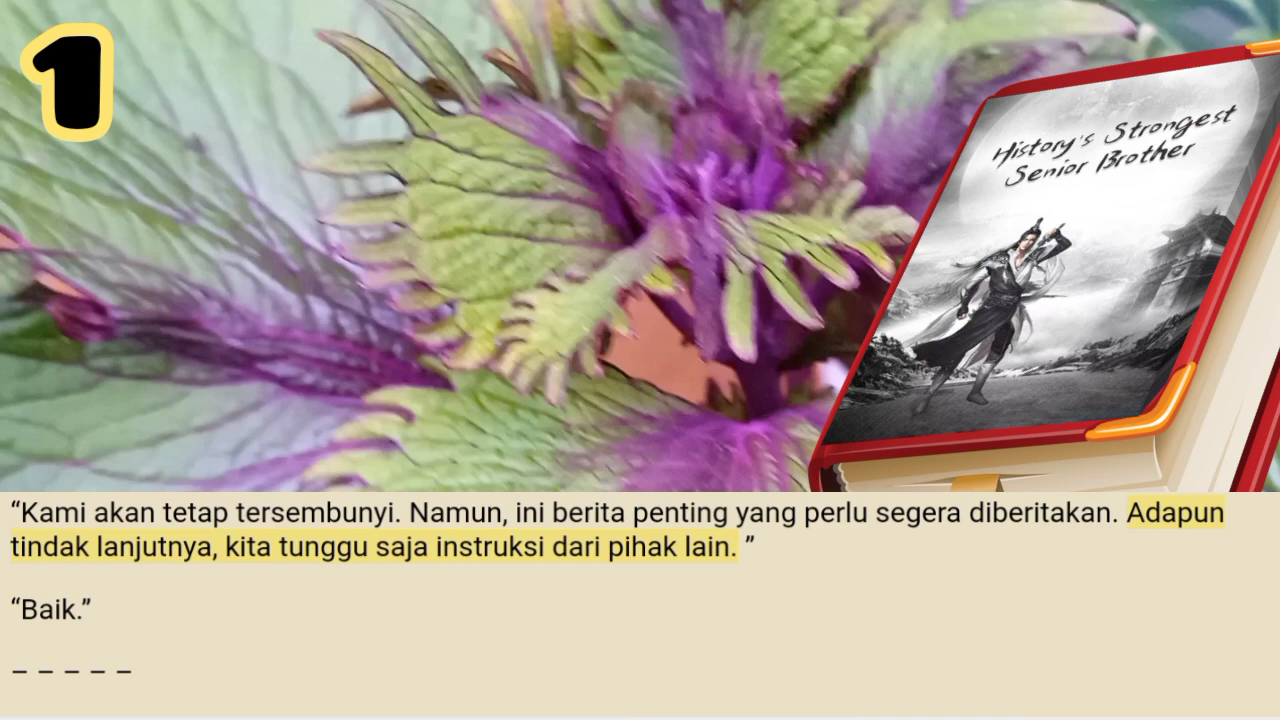 1
History's Strongest
Senior Brother
“Kami akan tetap tersembunyi. Namun, ini berita penting yang perlu segera diberitakan. Adapun
tindak lanjutnya, kita tunggu saja instruksi dari pihak lain. ”
“Baik.”
– – – – –